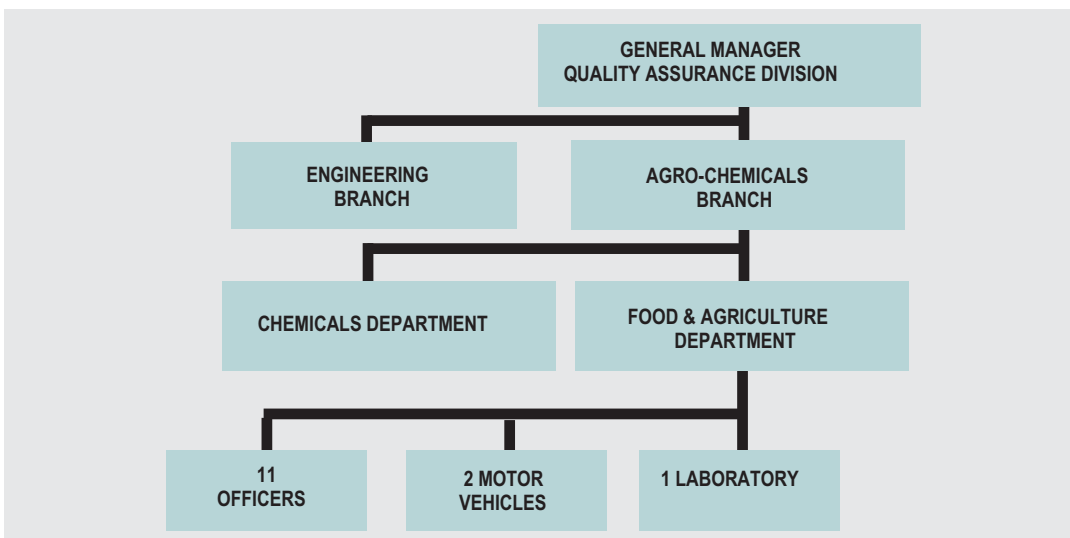 GENERAL MANAGER
QUALITY ASSURANCE DIVISION
ENGINEERING
BRANCH
AGRO-CHEMICALS
BRANCH
CHEMICALS DEPARTMENT
FOOD & AGRICULTURE
DEPARTMENT
11
OFFICERS
2 MOTOR
VEHICLES
1 LABORATORY